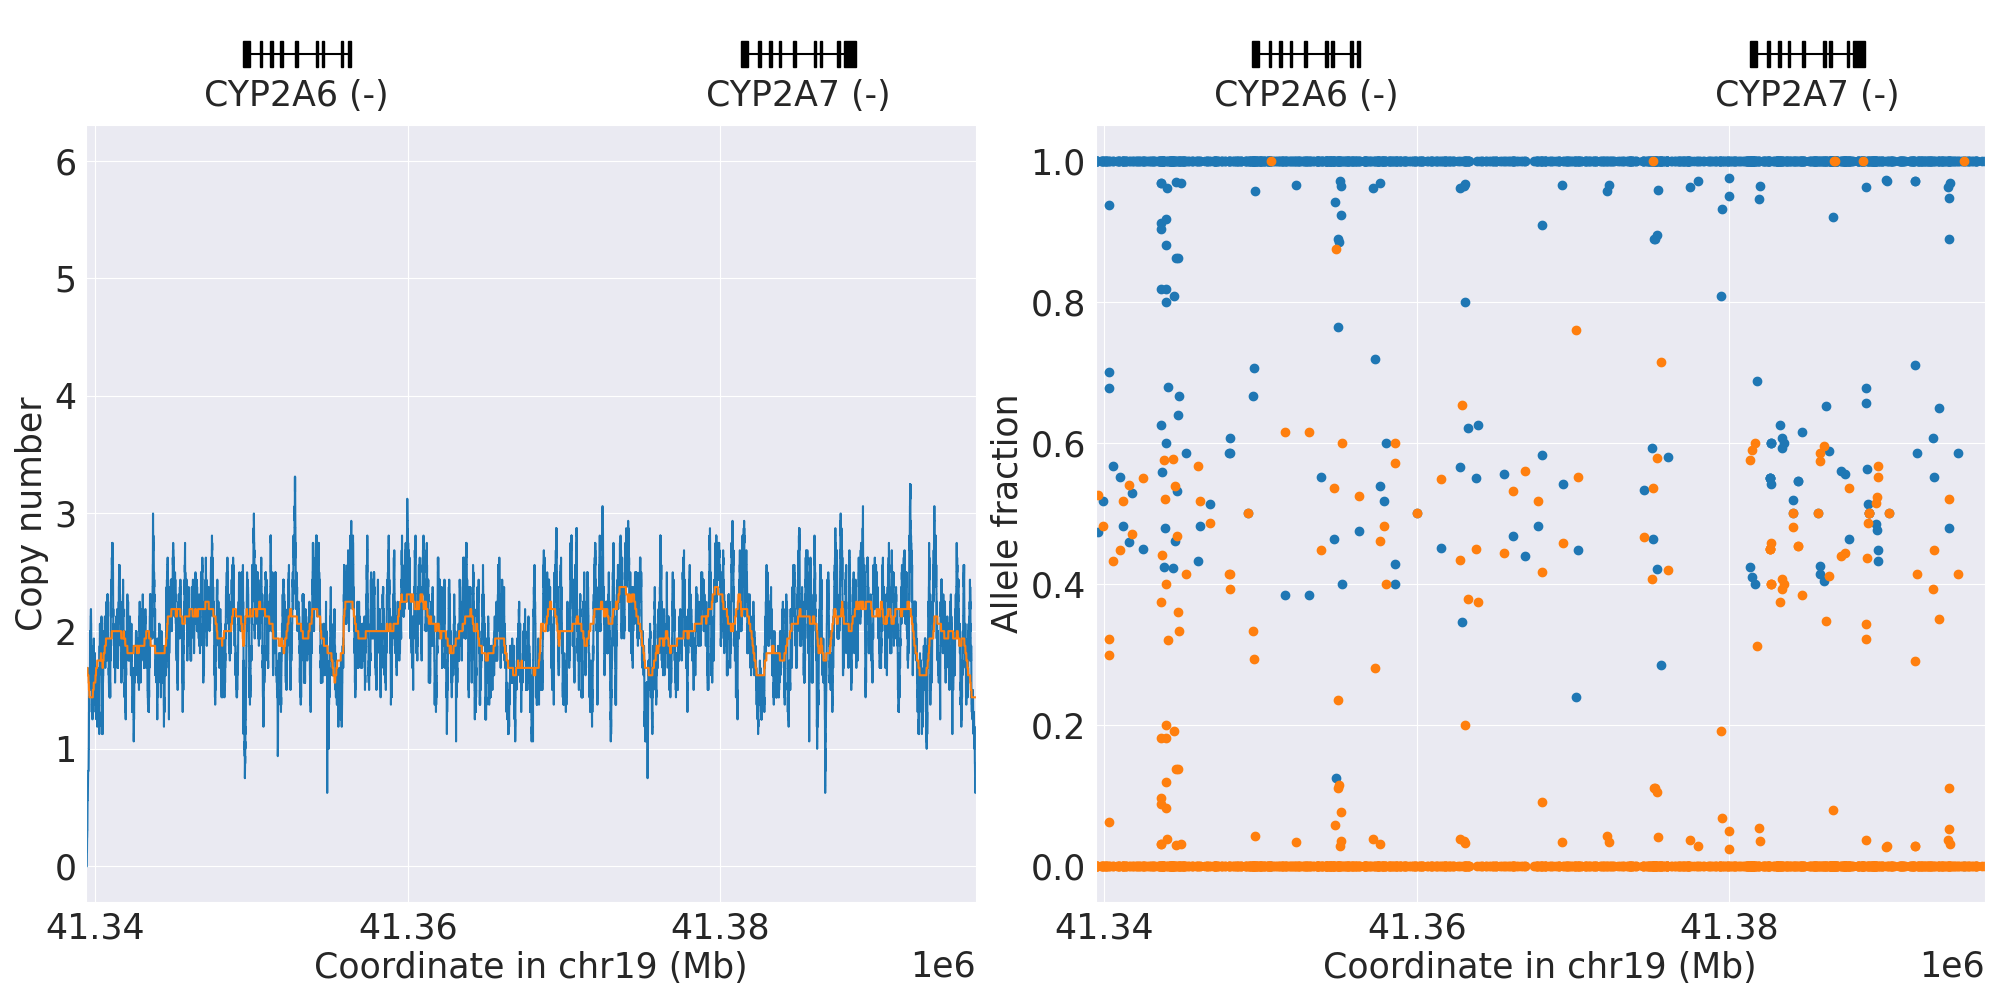 CYP2A6 (-)
CYP2A7 (-)
CYP2A6 (-)
CYP2A7 (-)
Copy number
6
5
4
3
2
1
0
41.34
41.36
41.38
Coordinate in chr19 (Mb)
1e6
Allele fraction
1.0
0.8
0.6
0.4
0.2
0.0
41.34
41.36
41.38
Coordinate in chr19 (Mb)
1e6